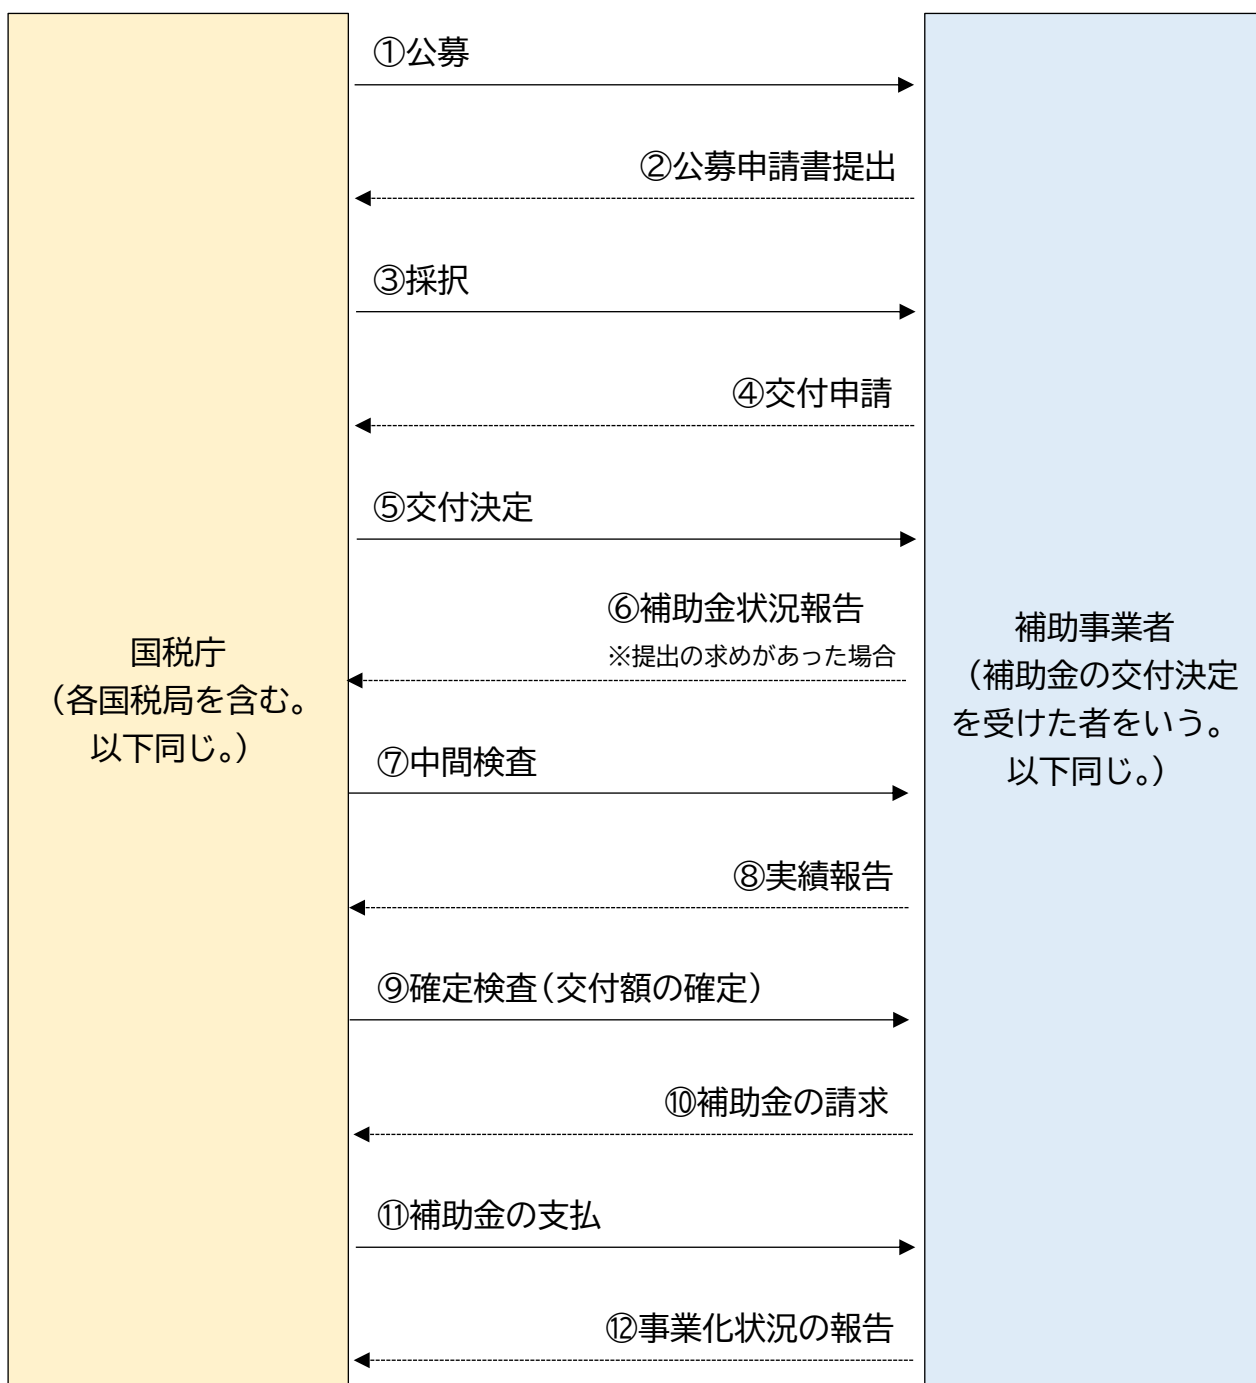 ①公募
②公募申請書提出
③採択
④交付申請
⑤交付決定
⑥補助金状況報告
※提出の求めがあった場合
国税庁
(各国税局を含む。
以下同じ。)
補助事業者
(補助金の交付決定
を受けた者をいう。
以下同じ。)
⑦中間検査
⑧実績報告
⑨確定検査(交付額の確定)
⑩補助金の請求
⑪補助金の支払
⑫事業化状況の報告